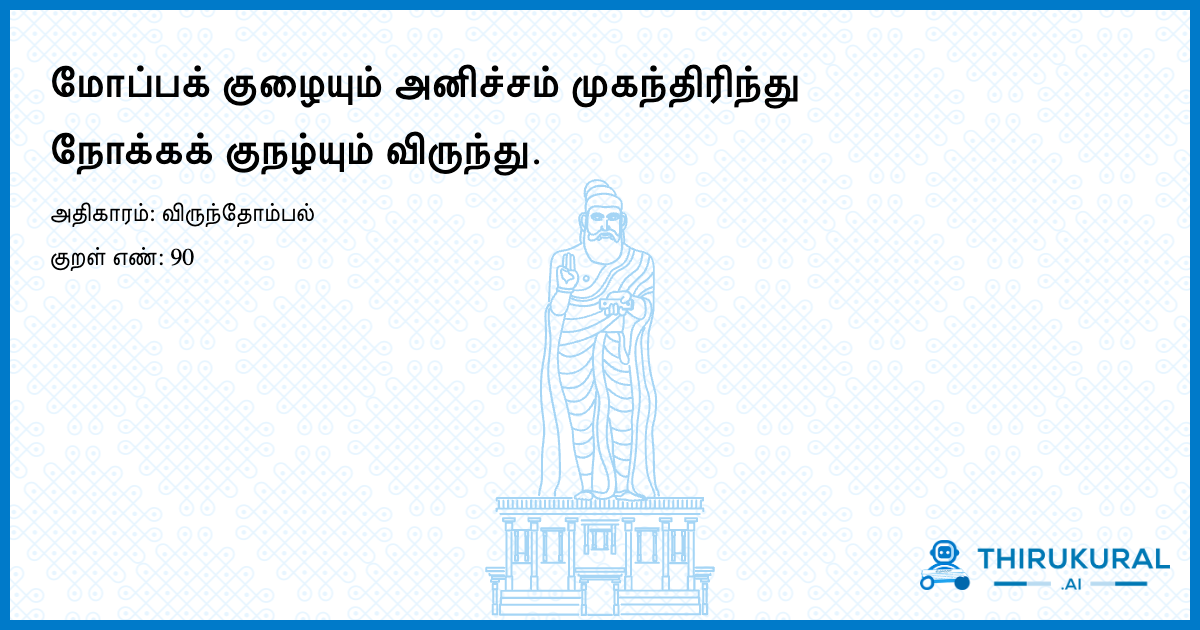 மோப்பக் குழையும் அனிச்சம் முகந்திரிந்து
நோக்கக் குநழ்யும் விருந்து.
அதிகாரம்: விருந்தோம்பல்
குறள் எண்: 90
THIRUKURAL
.AI